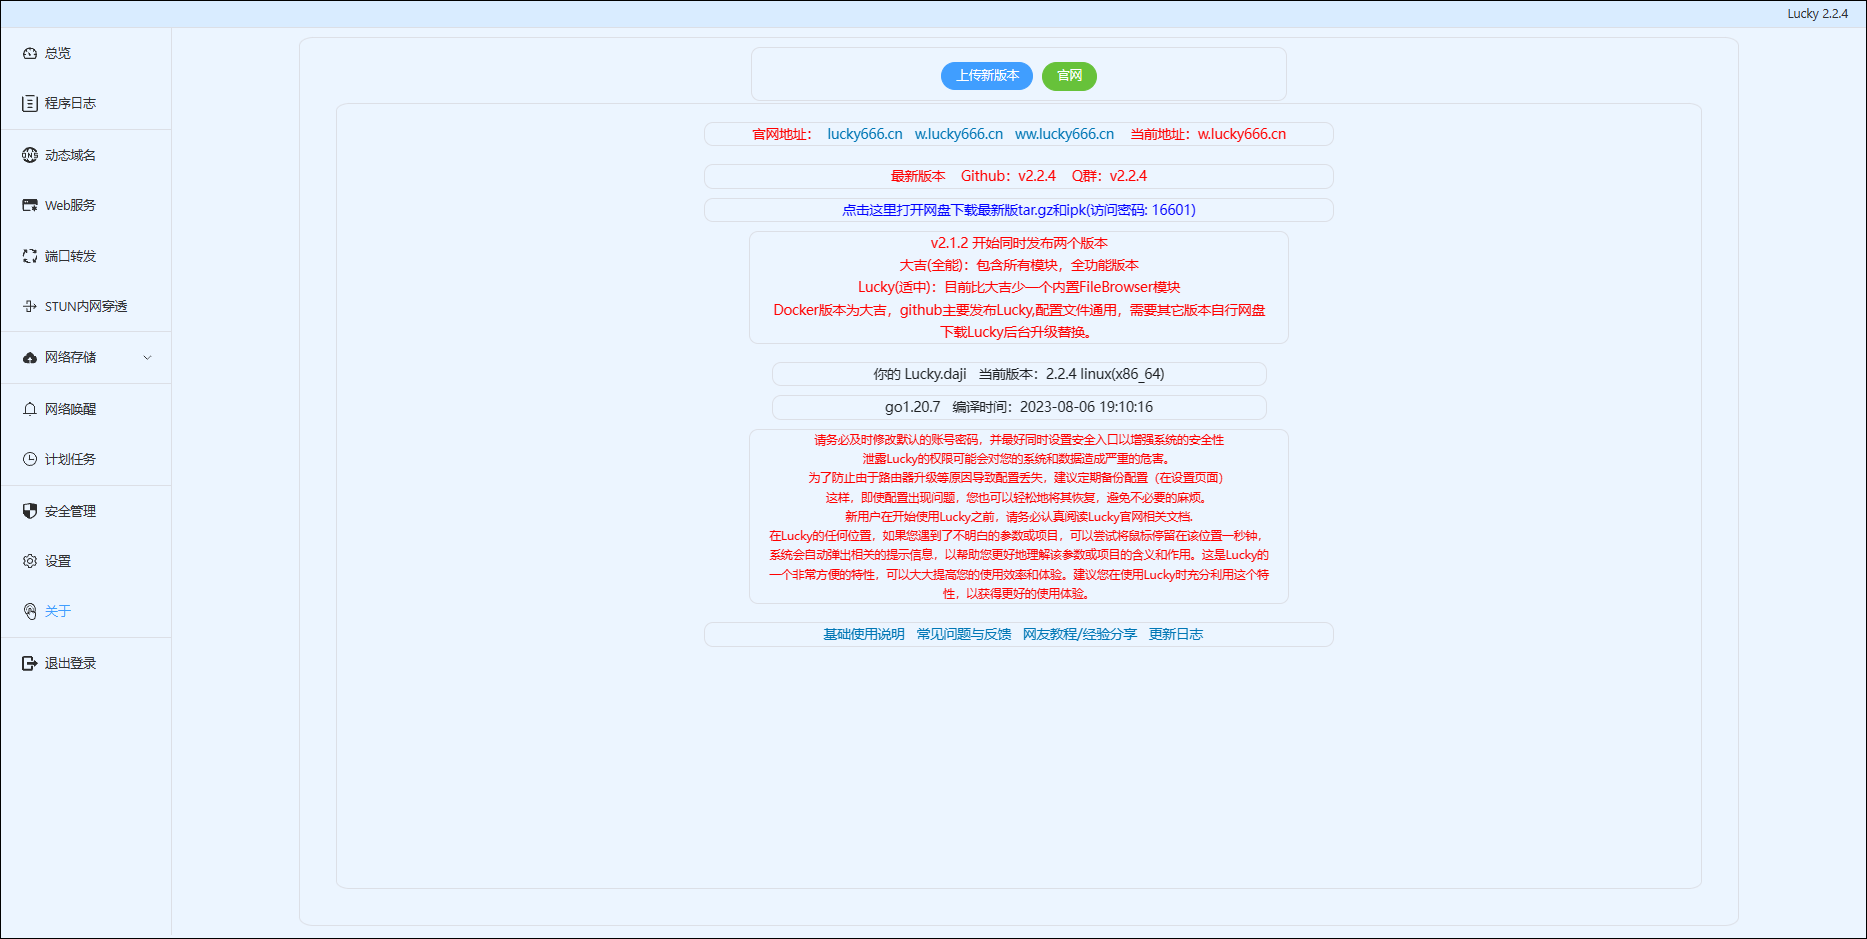 Lucky 2.2.4
总览
程序日志
动态域名
Web服务
端口转发
STUN内网穿透
网络存储
网络唤醒
计划任务
安全管理
设置
关于
退出登录
上传新版本 官网
官网地址： lucky666.cn w.lucky666.cn ww.lucky666.cn 当前地址：w.lucky666.cn
最新版本 Github：v2.2.4 Q群：v2.2.4
点击这里打开网盘下载最新版tar.gz和ipk(访问密码: 16601)
v2.1.2 开始同时发布两个版本
大吉(全能)：包含所有模块，全功能版本
Lucky(适中)：目前比大吉少一个内置FileBrowser模块
Docker版本为大吉，github主要发布Lucky,配置文件通用，需要其它版本自行网盘
下载Lucky后台升级替换。
你的 Lucky.daji 当前版本：2.2.4 linux(x86_64)
go1.20.7 编译时间：2023-08-06 19:10:16
请务必及时修改默认的账号密码，并最好同时设置安全入口以增强系统的安全性
泄露Lucky的权限可能会对您的系统和数据造成严重的危害。
为了防止由于路由器升级等原因导致配置丢失，建议定期备份配置（在设置页面）
这样，即使配置出现问题，您也可以轻松地将其恢复，避免不必要的麻烦。
新用户在开始使用Lucky之前，请务必认真阅读Lucky官网相关文档.
在Lucky的任何位置，如果您遇到了不明白的参数或项目，可以尝试将鼠标停留在该位置一秒钟，
系统会自动弹出相关的提示信息，以帮助您更好地理解该参数或项目的含义和作用。这是Lucky的
一个非常方便的特性，可以大大提高您的使用效率和体验。建议您在使用Lucky时充分利用这个特
性，以获得更好的使用体验。
基础使用说明 常见问题与反馈 网友教程/经验分享 更新日志